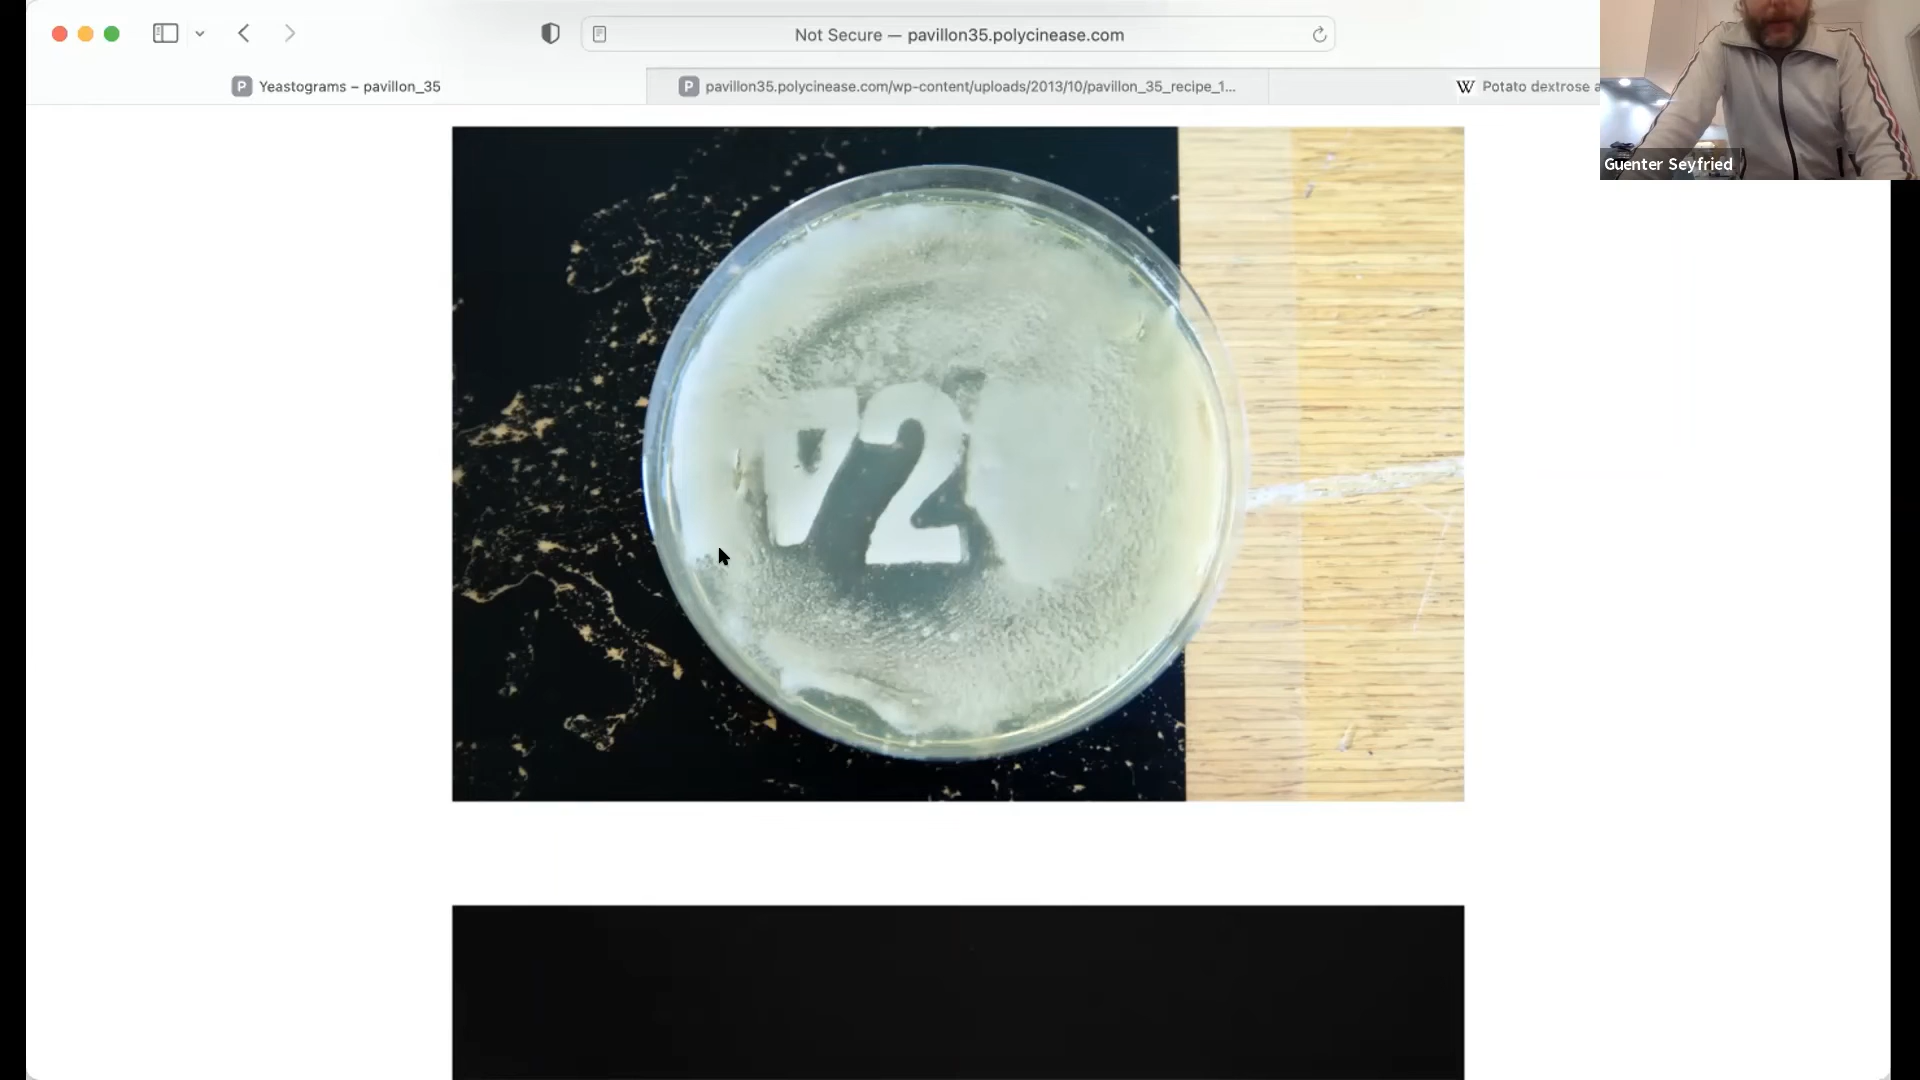 Not Secure — pavillon35.polycinease.com
P Yeastograms – pavillon_35
P pavillon35.polycinease.com/wp-content/uploads/2013/10/pavillon_35_recipe_1...
W Potato dextrose a
Guenter Seyfried
72